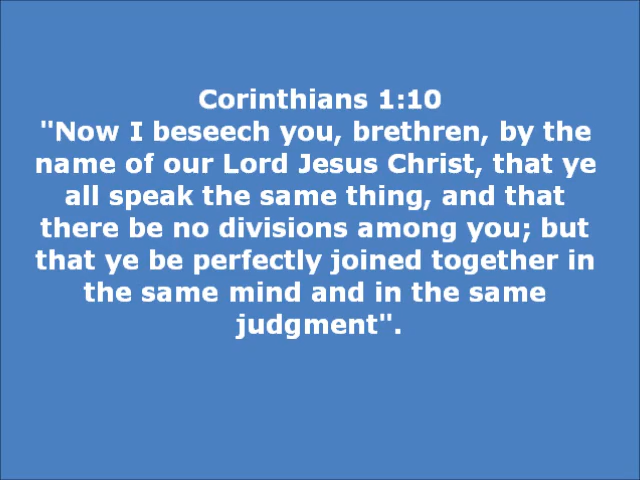 Corinthians 1:10
"Now I beseech you, brethren, by the
name of our Lord Jesus Christ, that ye
all speak the same thing, and that
there be no divisions among you; but
that ye be perfectly joined together in
the same mind and in the same
judgment".